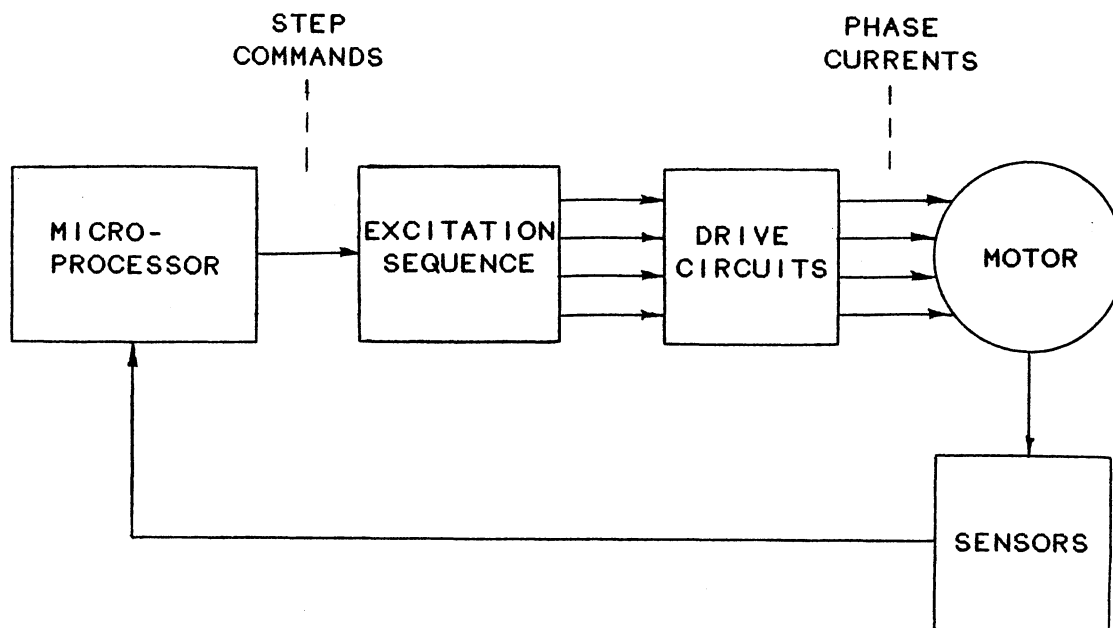 STEP
COMMANDS
PHASE
CURRENTS
MICRO-
PROCESSOR
EXCITATION
SEQUENCE
DRIVE
CIRCUITS
MOTOR
SENSORS